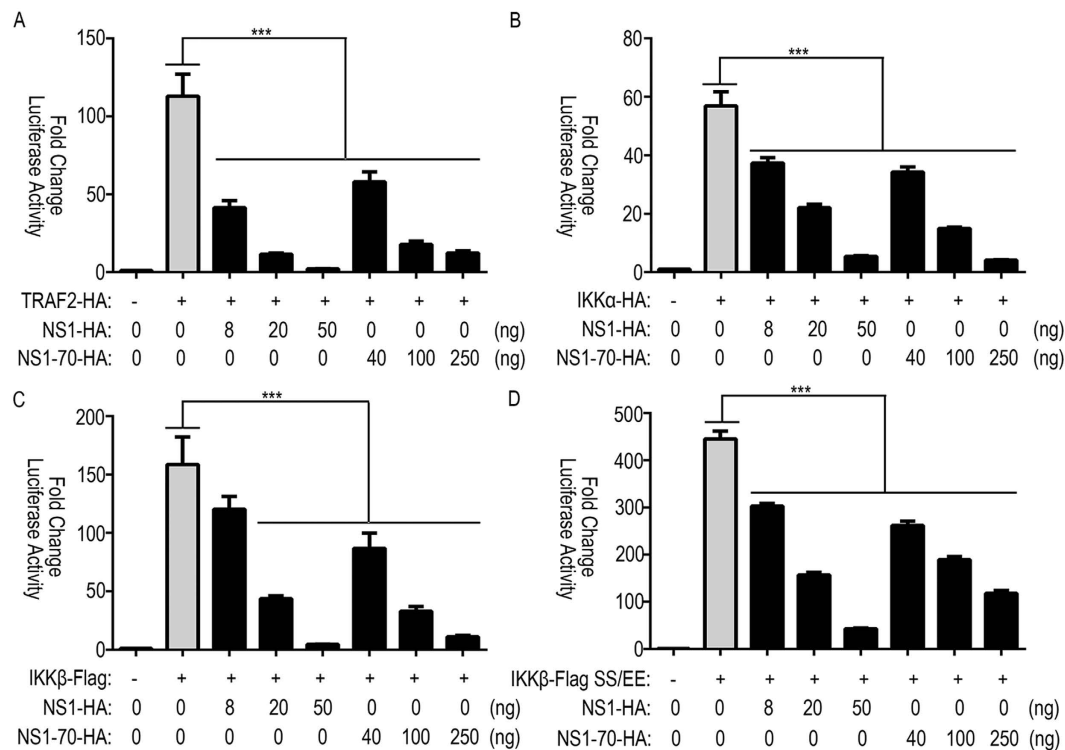 A
***
150
100
50
0
Fold Change
Luciferase Activity
TRAF2-HA: - + + + + + + +
NS1-HA: 0 0 8 20 50 0 0 0 (ng)
NS1-70-HA: 0 0 0 0 0 40 100 250 (ng)
B
***
80
60
40
20
0
Fold Change
Luciferase Activity
IKKα-HA: - + + + + + + +
NS1-HA: 0 0 8 20 50 0 0 0 (ng)
NS1-70-HA: 0 0 0 0 0 40 100 250 (ng)
C
***
200
150
100
50
0
Fold Change
Luciferase Activity
IKKβ-Flag: - + + + + + + +
NS1-HA: 0 0 8 20 50 0 0 0 (ng)
NS1-70-HA: 0 0 0 0 0 40 100 250 (ng)
D
***
500
400
300
200
100
0
Fold Change
Luciferase Activity
IKKβ-Flag SS/EE: - + + + + + + +
NS1-HA: 0 0 8 20 50 0 0 0 (ng)
NS1-70-HA: 0 0 0 0 0 40 100 250 (ng)